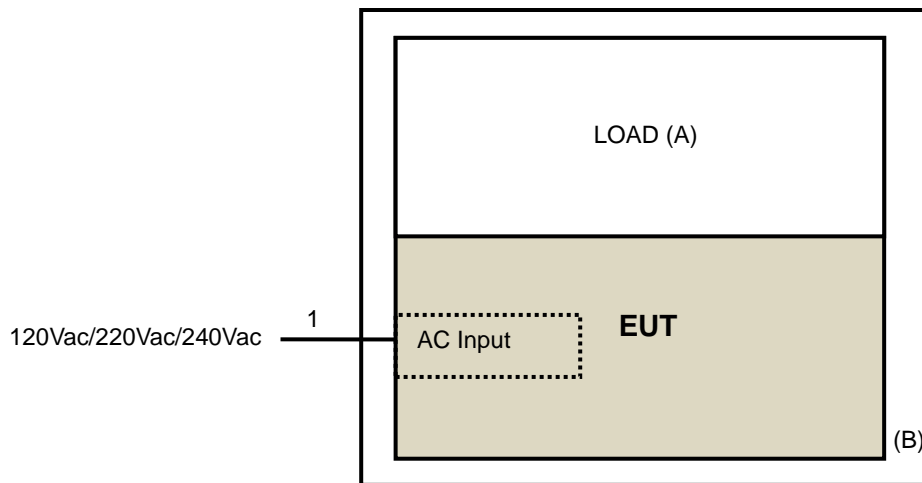 LOAD (A)
1
120Vac/220Vac/240Vac
AC Input
EUT
(B)